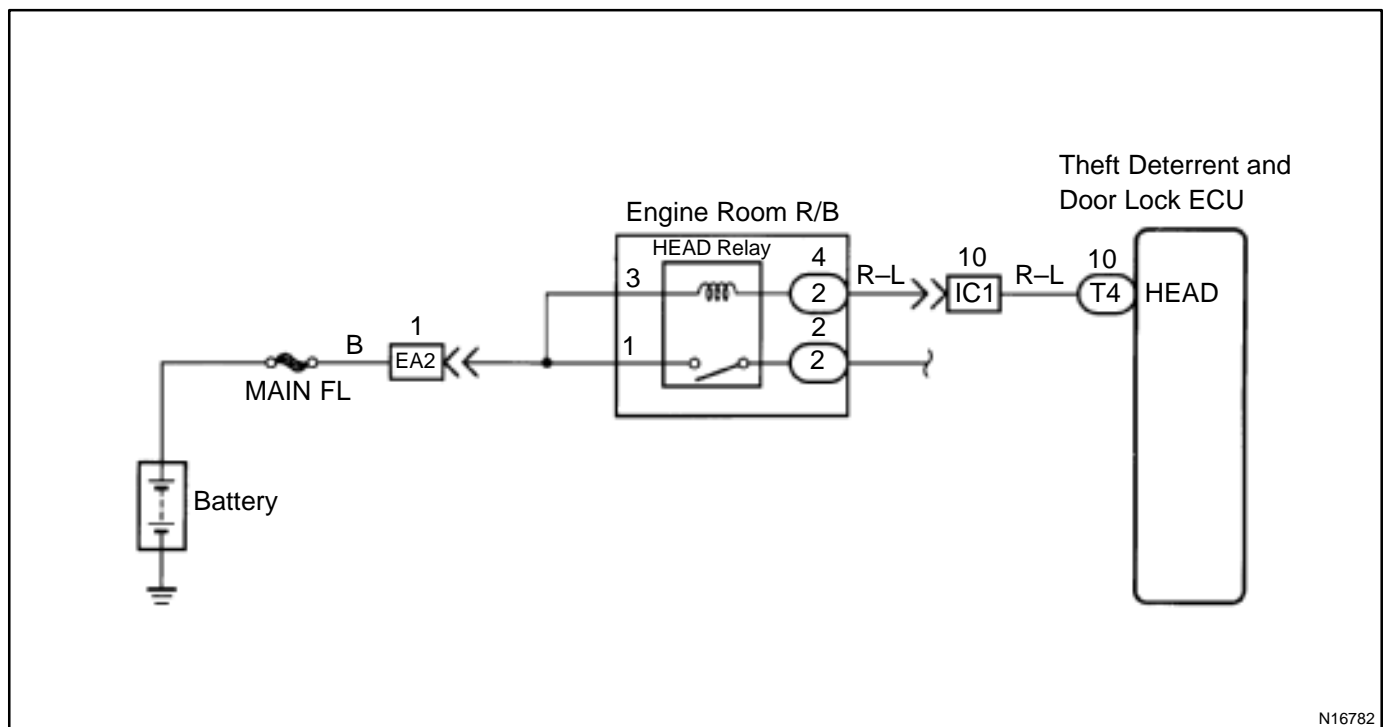 Theft Deterrent and
Door Lock ECU
Engine Room R/B
HEAD Relay
3
4
2
R–L
10
IC1
R–L
10
T4
HEAD
B
1
EA2
1
2
2
MAIN FL
Battery
N16782